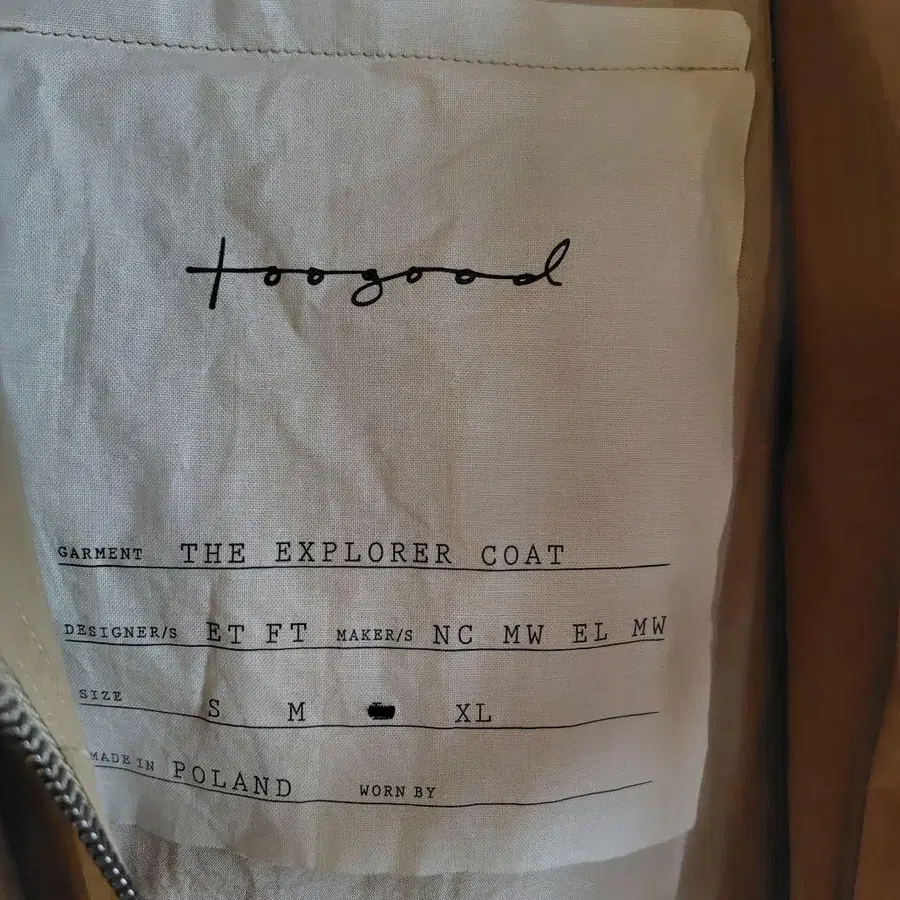 toogood
GARMENT THE EXPLORER COAT
DESIGNER/S ET FT MAKER/S NC MW EL MW
SIZE S M XL
MADE IN POLAND WORN BY